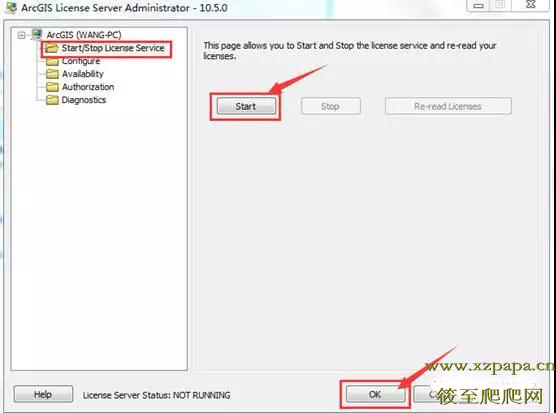 ArcGIS License Server Administrator - 10.5.0
ArcGIS (WANG-PC)
Start/Stop License Service
Configure
Availability
Authorization
Diagnostics
This page allows you to Start and Stop the license service and re-read your
licenses.
Start
Stop
Re-read Licenses
www.xzpapa.cn
筱至爬爬网
Help
License Server Status: NOT RUNNING
OK